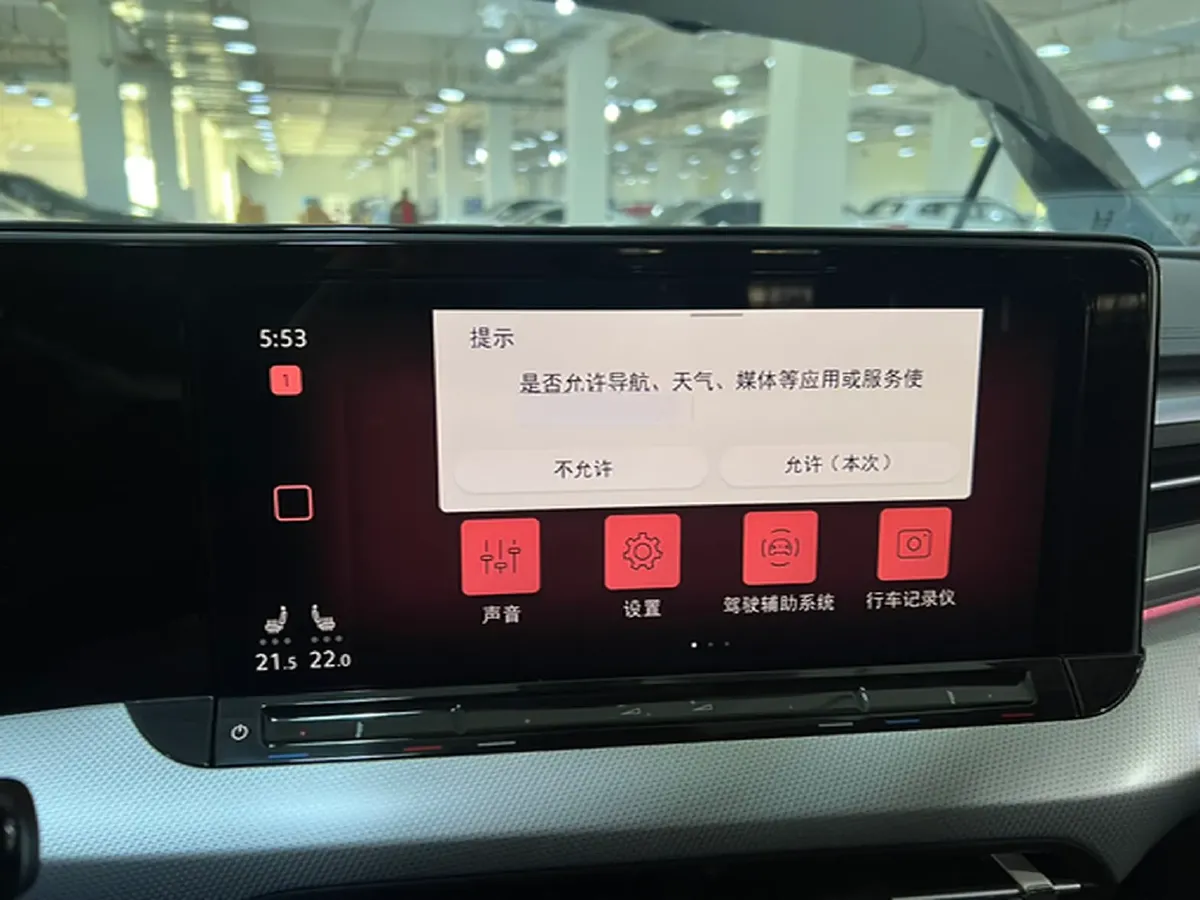 5:53
1
提示
是否允许导航、天气、媒体等应用或服务使
不允许
允许（本次）
声音
设置
驾驶辅助系统
行车记录仪
21.5 22.0